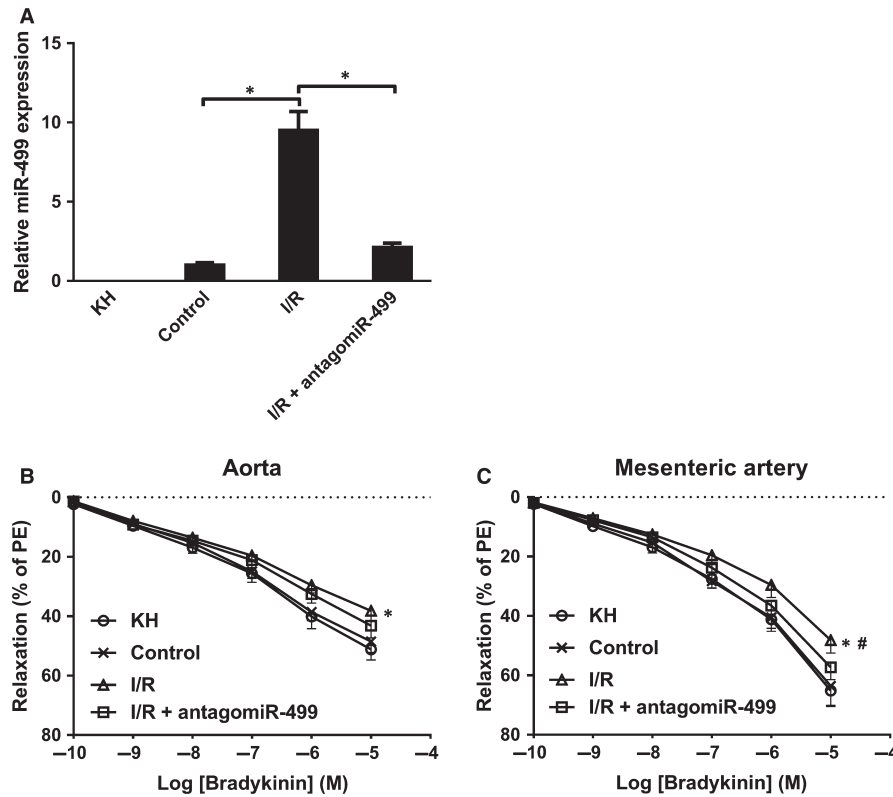 A
Relative miR-499 expression
15
10
5
0
*
*
KH
Control
I/R
I/R + antagomiR-499
B
Aorta
Relaxation (% of PE)
0
20
40
60
80
KH
Control
I/R
I/R + antagomiR-499
*
–10 –9 –8 –7 –6 –5 –4
Log [Bradykinin] (M)
C
Mesenteric artery
Relaxation (% of PE)
0
20
40
60
80
KH
Control
I/R
I/R + antagomiR-499
* #
–10 –9 –8 –7 –6 –5 –4
Log [Bradykinin] (M)